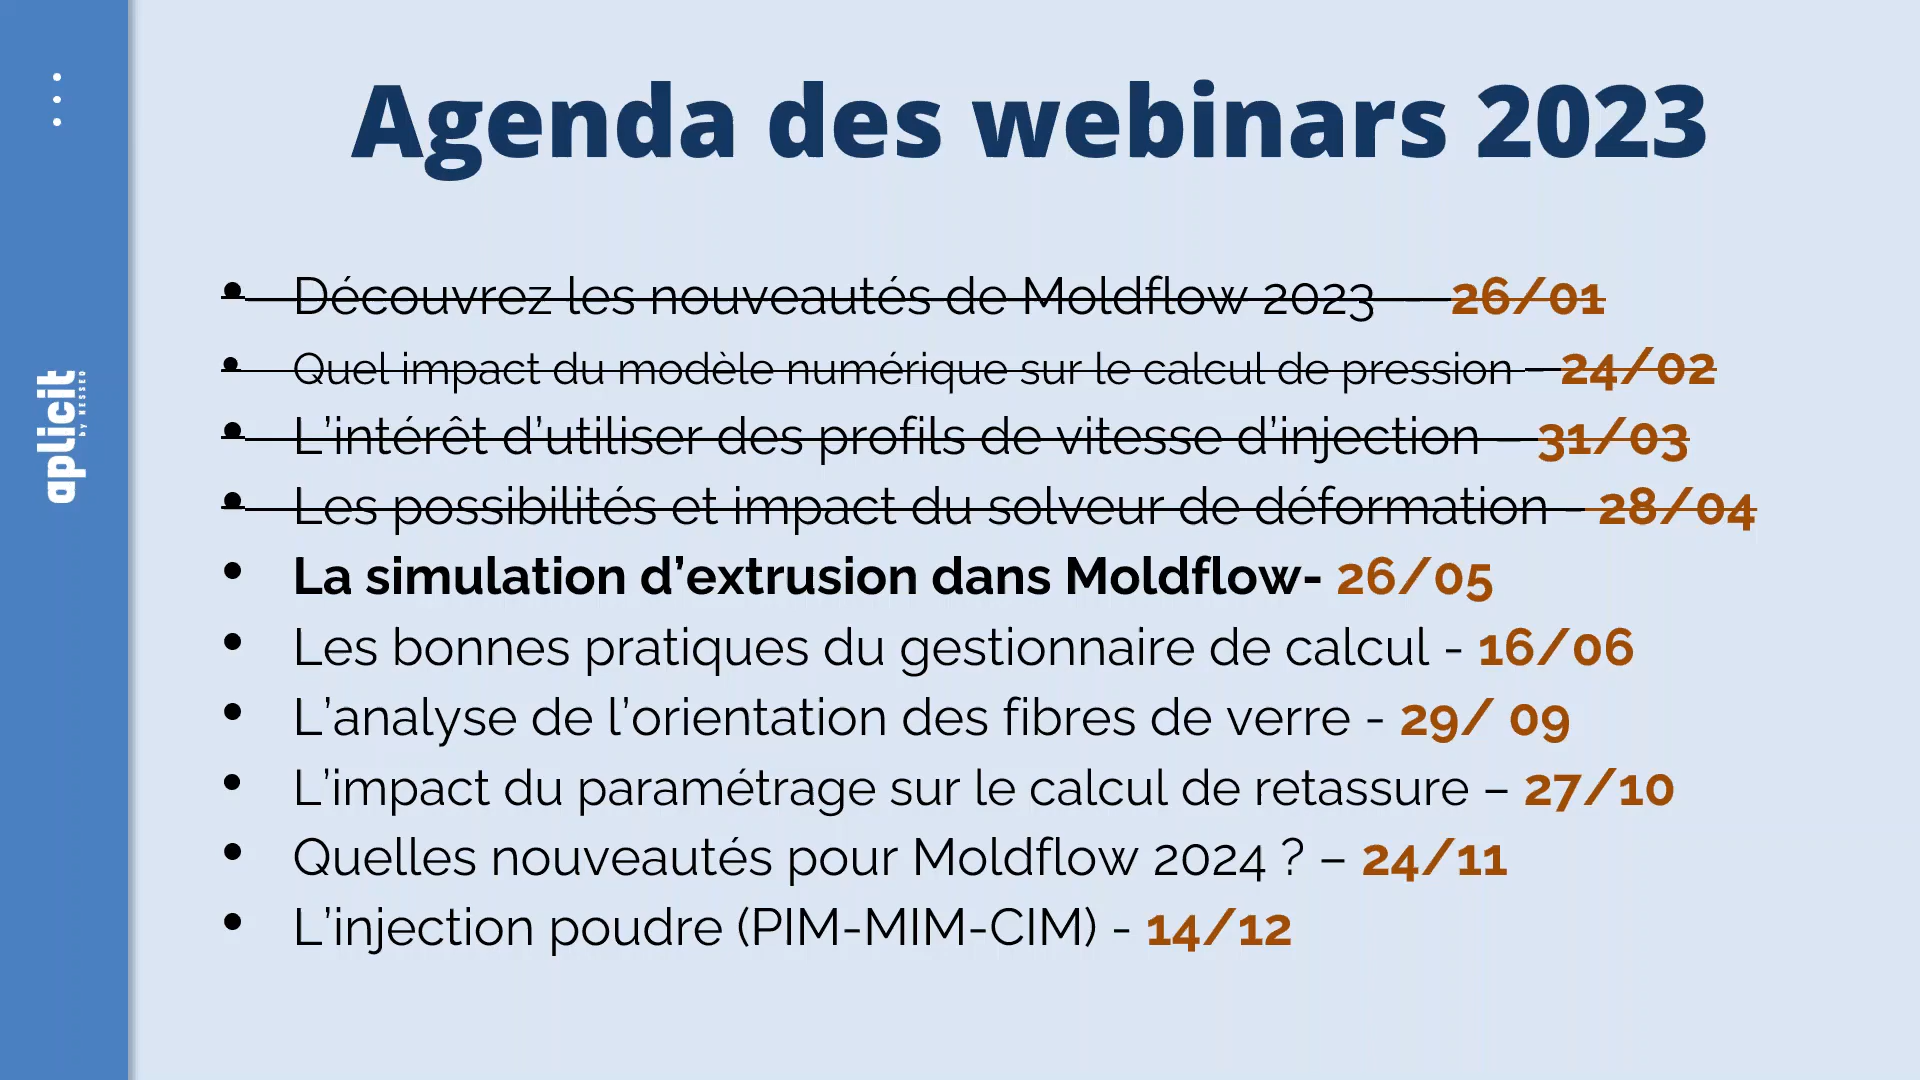 Agenda des webinars 2023
• Découvrez les nouveautés de Moldflow 2023 – 26/01
• Quel impact du modèle numérique sur le calcul de pression – 24/02
• L’intérêt d’utiliser des profils de vitesse d’injection – 31/03
• Les possibilités et impact du solveur de déformation – 28/04
• La simulation d’extrusion dans Moldflow- 26/05
• Les bonnes pratiques du gestionnaire de calcul - 16/06
• L’analyse de l’orientation des fibres de verre - 29/ 09
• L’impact du paramétrage sur le calcul de retassure – 27/10
• Quelles nouveautés pour Moldflow 2024 ? – 24/11
• L’injection poudre (PIM-MIM-CIM) - 14/12
aplicit
by KESEO